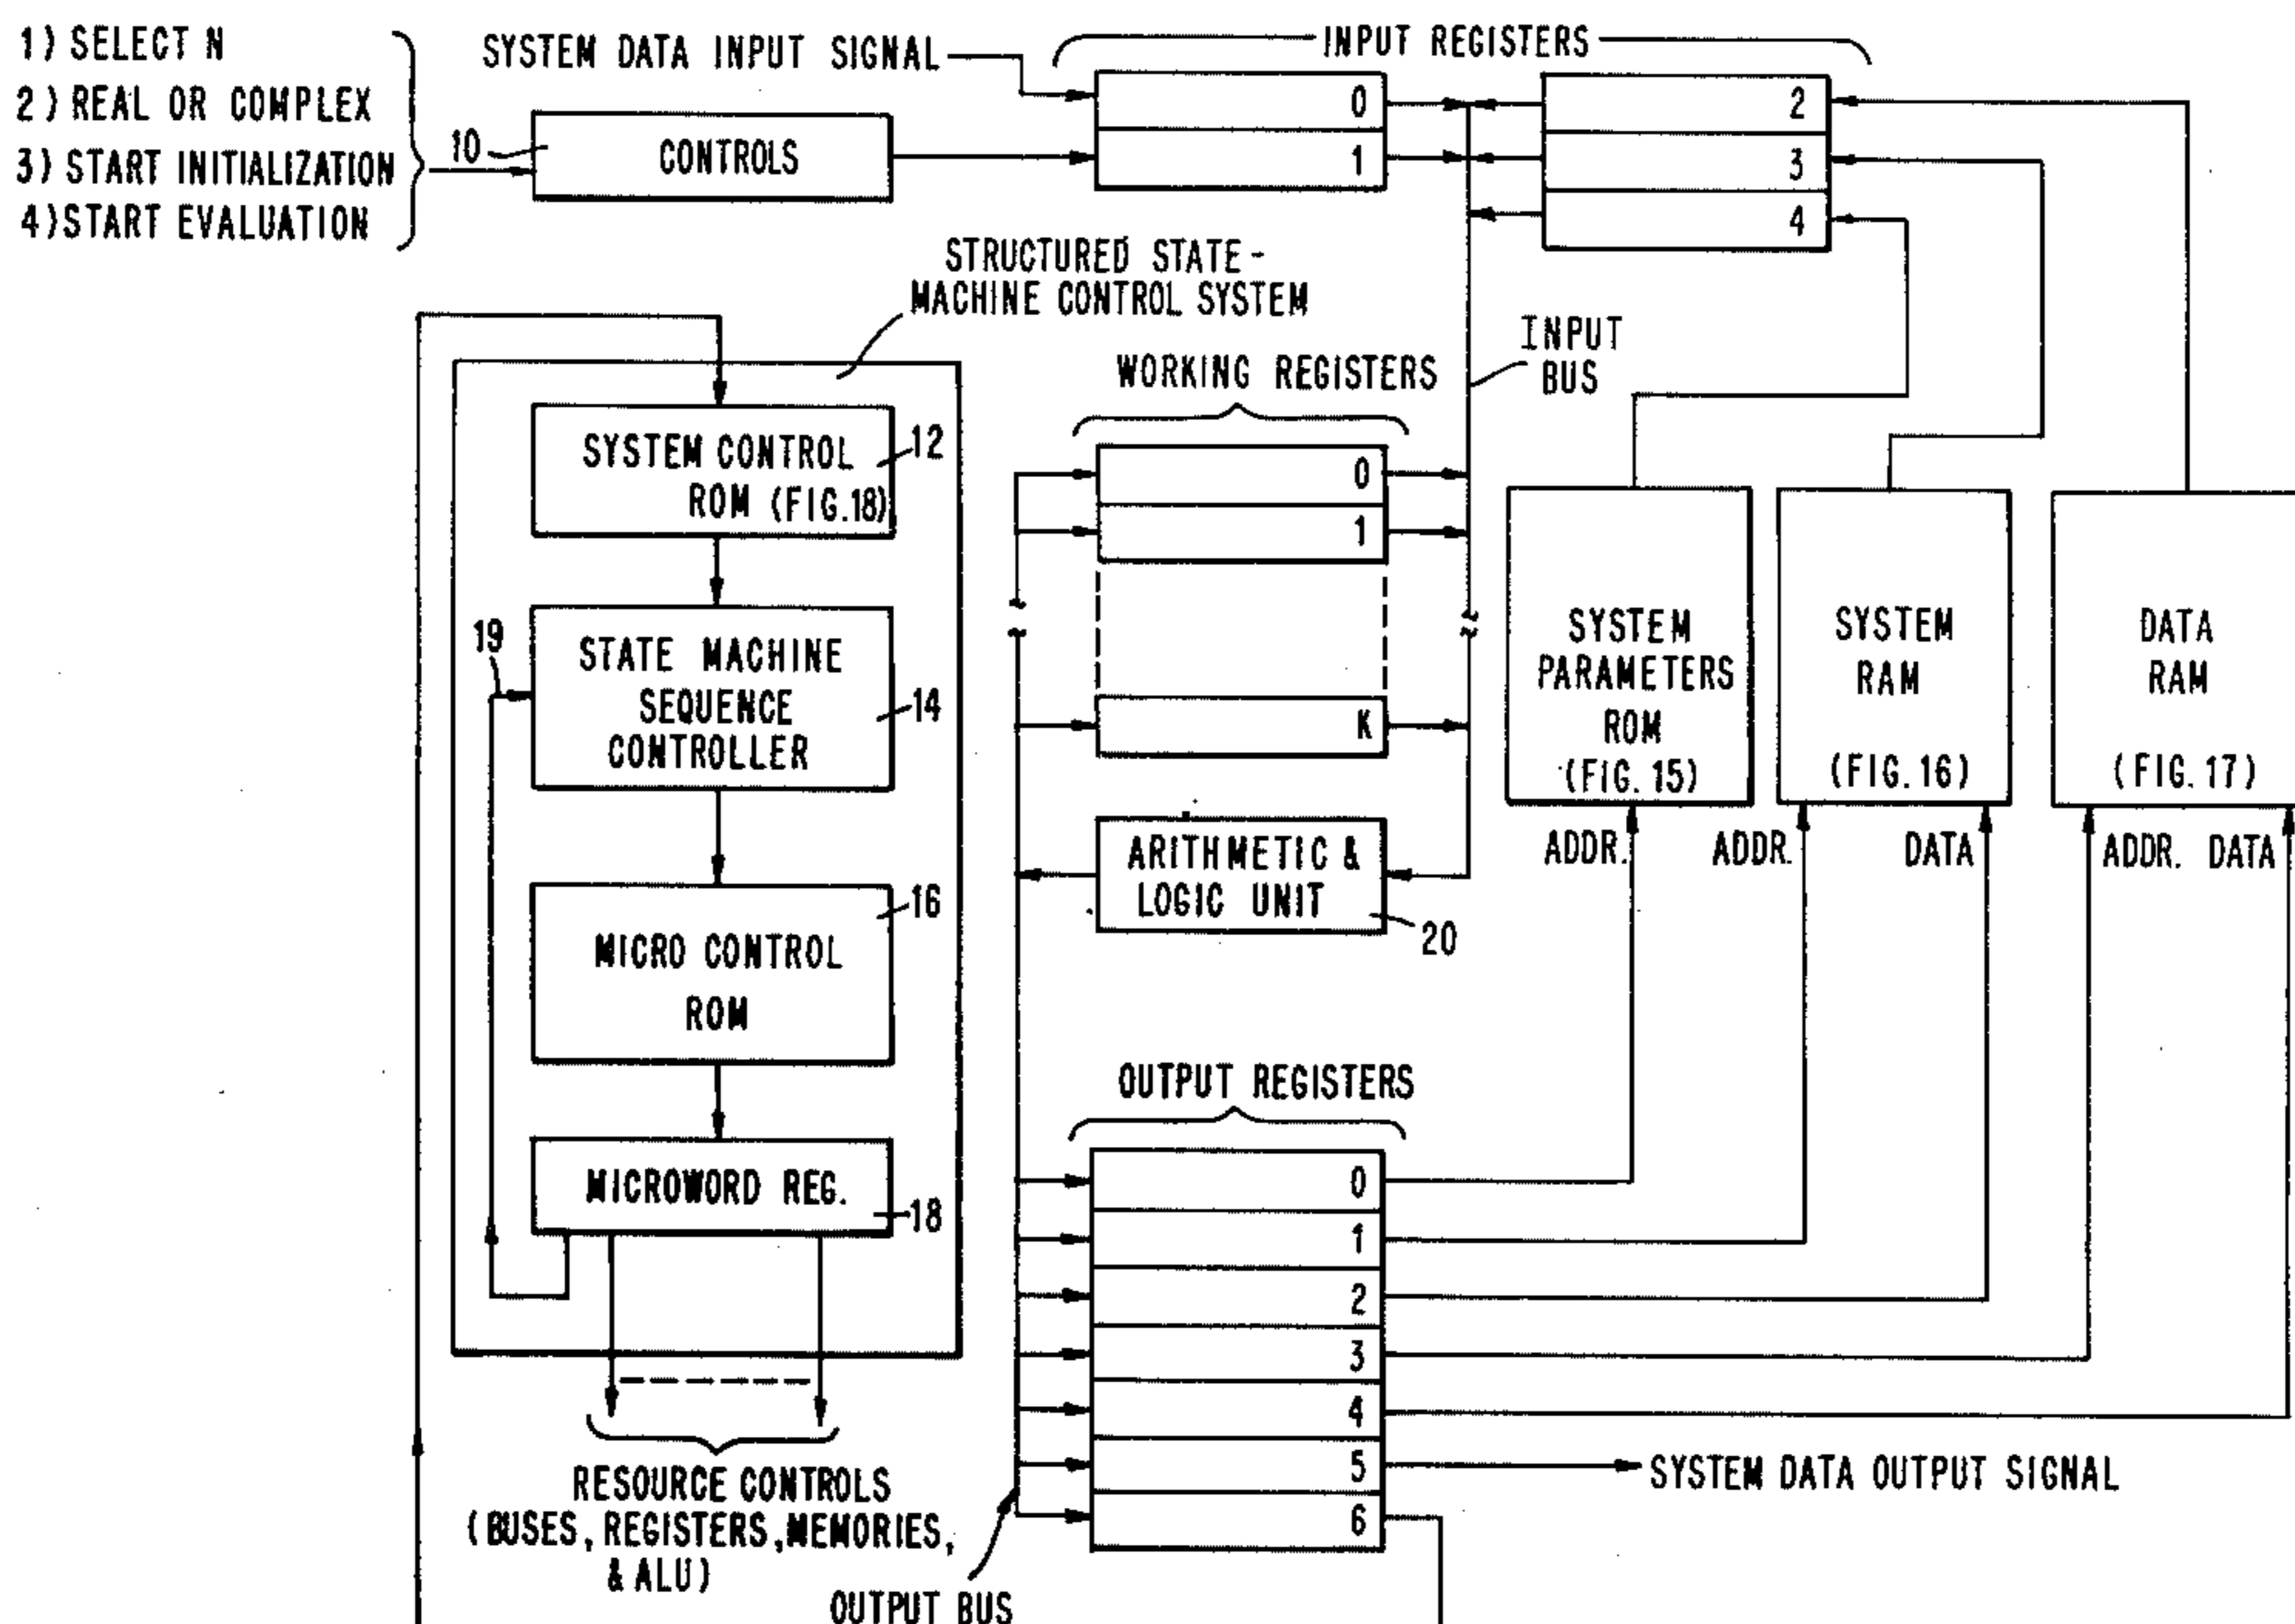 1) SELECT N
2) REAL OR COMPLEX
3) START INITIALIZATION
4) START EVALUATION
SYSTEM DATA INPUT SIGNAL
INPUT REGISTERS
10
CONTROLS
0
1
2
3
4
STRUCTURED STATE-
MACHINE CONTROL SYSTEM
INPUT
BUS
WORKING REGISTERS
SYSTEM CONTROL
ROM (FIG.18)
12
0
1
K
19
STATE MACHINE
SEQUENCE
CONTROLLER
14
SYSTEM
PARAMETERS
ROM
(FIG. 15)
SYSTEM
RAM
(FIG. 16)
DATA
RAM
(FIG. 17)
ARITHMETIC &
LOGIC UNIT
20
ADDR.
ADDR.
DATA
ADDR. DATA
MICRO CONTROL
ROM
16
OUTPUT REGISTERS
MICROWORD REG.
18
0
1
2
3
4
5
6
SYSTEM DATA OUTPUT SIGNAL
RESOURCE CONTROLS
(BUSES, REGISTERS, MEMORIES,
& ALU)
OUTPUT BUS